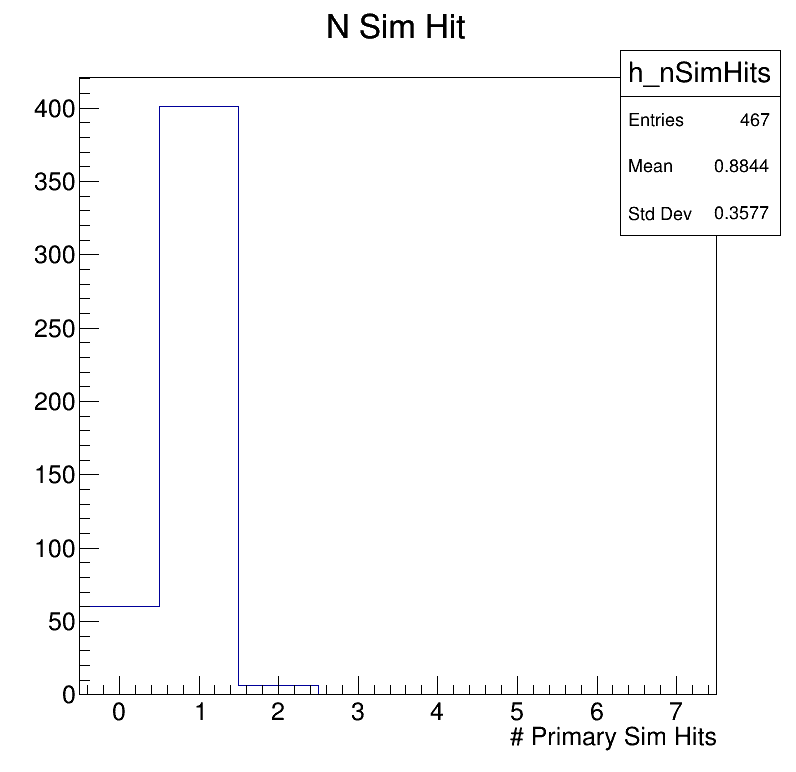 N Sim Hit
h_nSimHits
Entries 467
Mean 0.8844
Std Dev 0.3577
400
350
300
250
200
150
100
50
0
0 1 2 3 4 5 6 7
# Primary Sim Hits